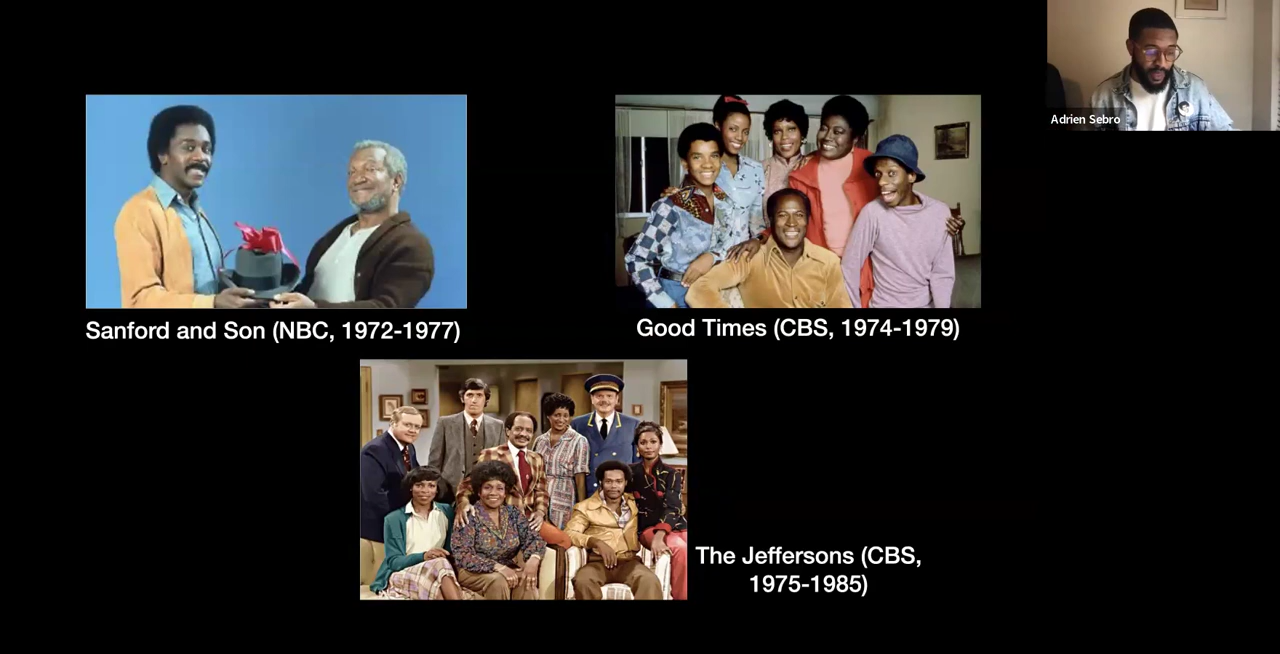 Adrien Sebro
Sanford and Son (NBC, 1972-1977)
Good Times (CBS, 1974-1979)
The Jeffersons (CBS,
1975-1985)